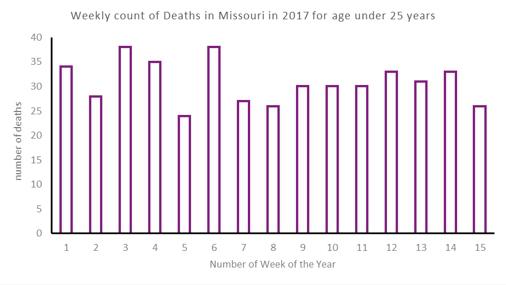 Weekly count of Deaths in Missouri in 2017 for age under 25 years
number of deaths
40
35
30
25
20
15
10
5
0
1 2 3 4 5 6 7 8 9 10 11 12 13 14 15
Number of Week of the Year